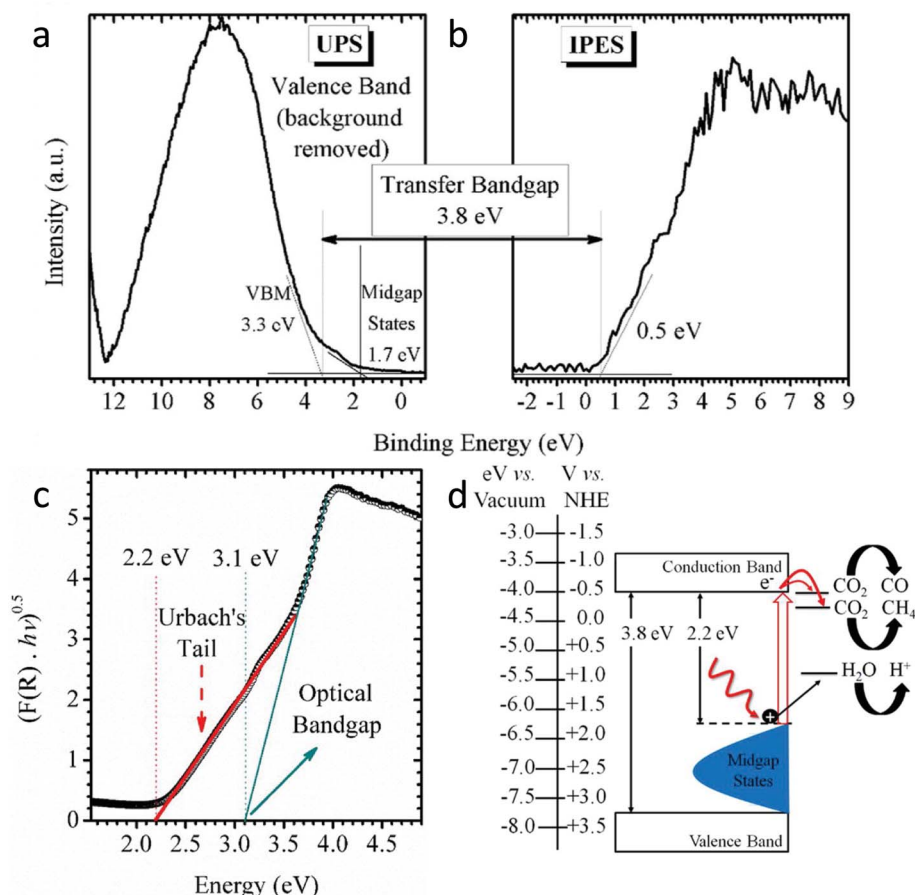 a
UPS
Valence Band
(background
removed)
b
IPES
Transfer Bandgap
3.8 eV
VBM
3.3 eV
Midgap
States
1.7 eV
0.5 eV
Intensity (a.u.)
12 10 8 6 4 2 0
-2 -1 0 1 2 3 4 5 6 7 8 9
Binding Energy (eV)
c
2.2 eV
3.1 eV
Urbach's
Tail
Optical
Bandgap
(F(R) . hν)^0.5
5
4
3
2
1
0
2.0 2.5 3.0 3.5 4.0 4.5
Energy (eV)
eV vs.
Vacuum
V vs.
NHE
d
-3.0 -1.5
-3.5 -1.0
-4.0 -0.5
-4.5 0.0
-5.0 +0.5
-5.5 +1.0
-6.0 +1.5
-6.5 +2.0
-7.0 +2.5
-7.5 +3.0
-8.0 +3.5
Conduction Band
e-
CO2 CO
CO2 CH4
3.8 eV
2.2 eV
H2O H+
+
Midgap
States
Valence Band